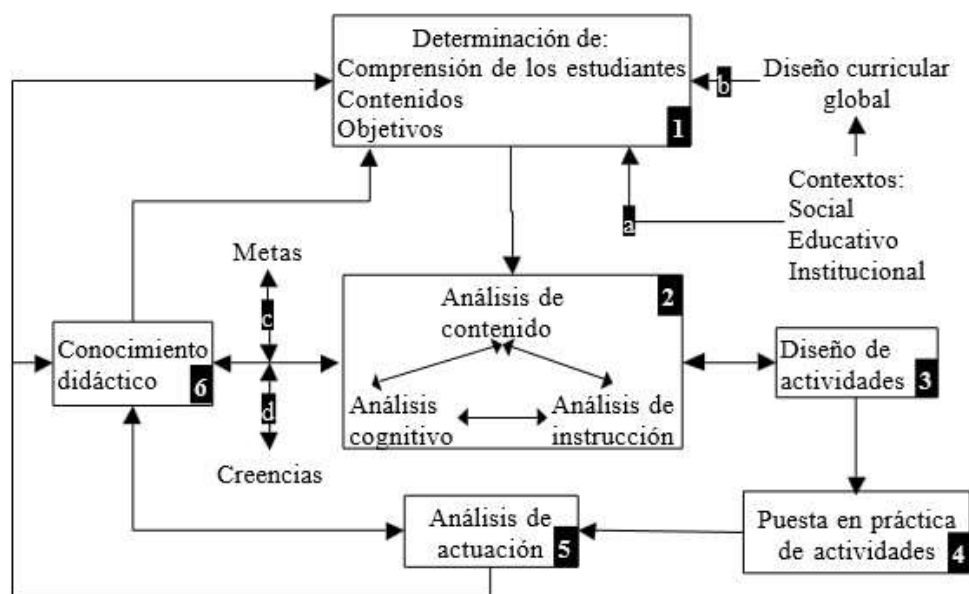 Determinación de:
Comprensión de los estudiantes
Contenidos
Objetivos
1
b
Diseño curricular
global
a
Contextos:
Social
Educativo
Institucional
Metas
c
d
Creencias
Conocimiento
didáctico
6
2
Análisis de
contenido
Análisis
cognitivo
Análisis de
instrucción
Diseño de
actividades
3
Análisis de
actuación
5
Puesta en práctica
de actividades
4